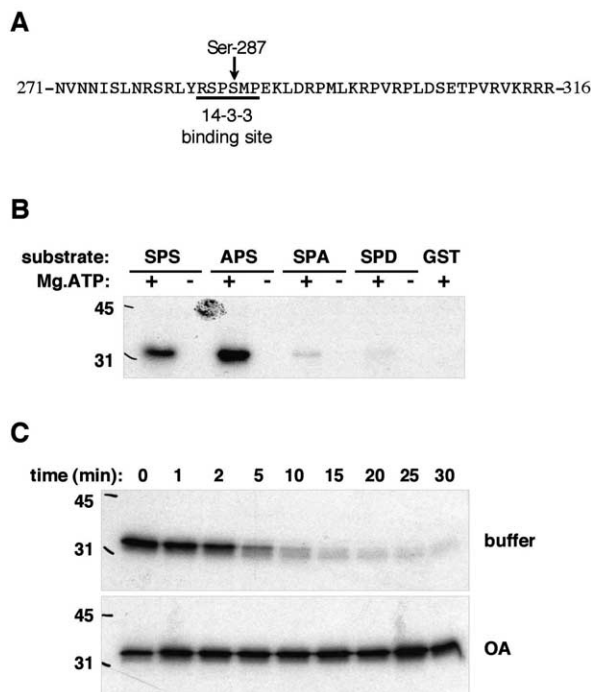 A
Ser-287
271-NVNNISLNRSRLYRSPSMPEKLDRPMLKRPVRPLDSETPVRVKRRR-316
14-3-3
binding site
B
substrate: SPS APS SPA SPD GST
Mg.ATP: + - + - + - + - +
45
31
C
time (min): 0 1 2 5 10 15 20 25 30
45
31
buffer
45
31
OA